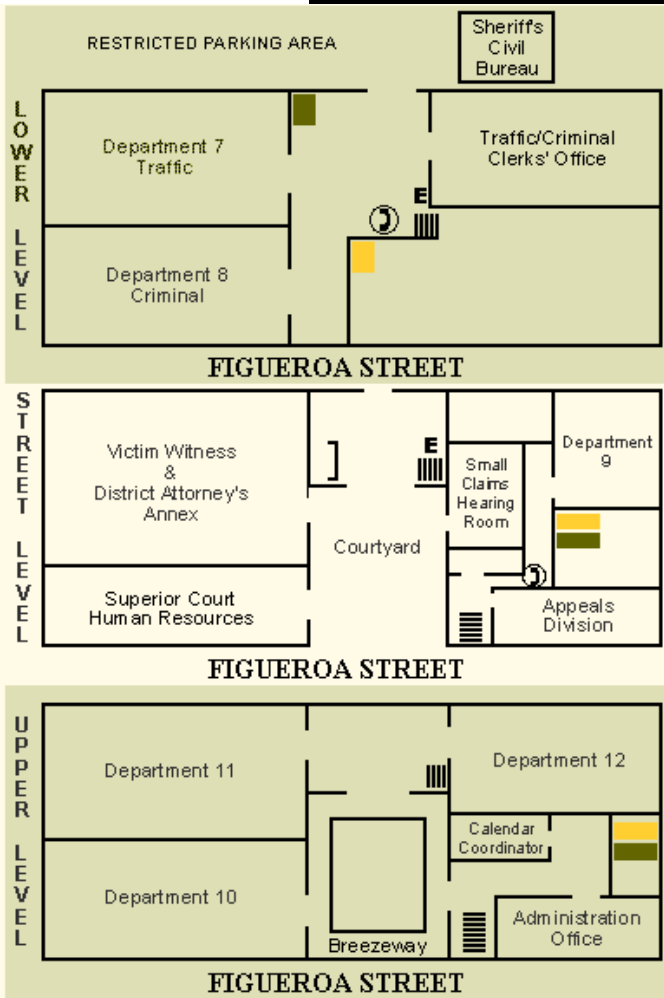 RESTRICTED PARKING AREA
Sheriff's
Civil
Bureau
LOWER LEVEL
Department 7
Traffic
Traffic/Criminal
Clerks' Office
E
Department 8
Criminal
FIGUEROA STREET
STREET LEVEL
Victim Witness
&
District Attorney's
Annex
E
Small
Claims
Hearing
Room
Department
9
Courtyard
Superior Court
Human Resources
Appeals
Division
FIGUEROA STREET
UPPER LEVEL
Department 11
Department 12
Calendar
Coordinator
Department 10
Breezeway
Administration
Office
FIGUEROA STREET